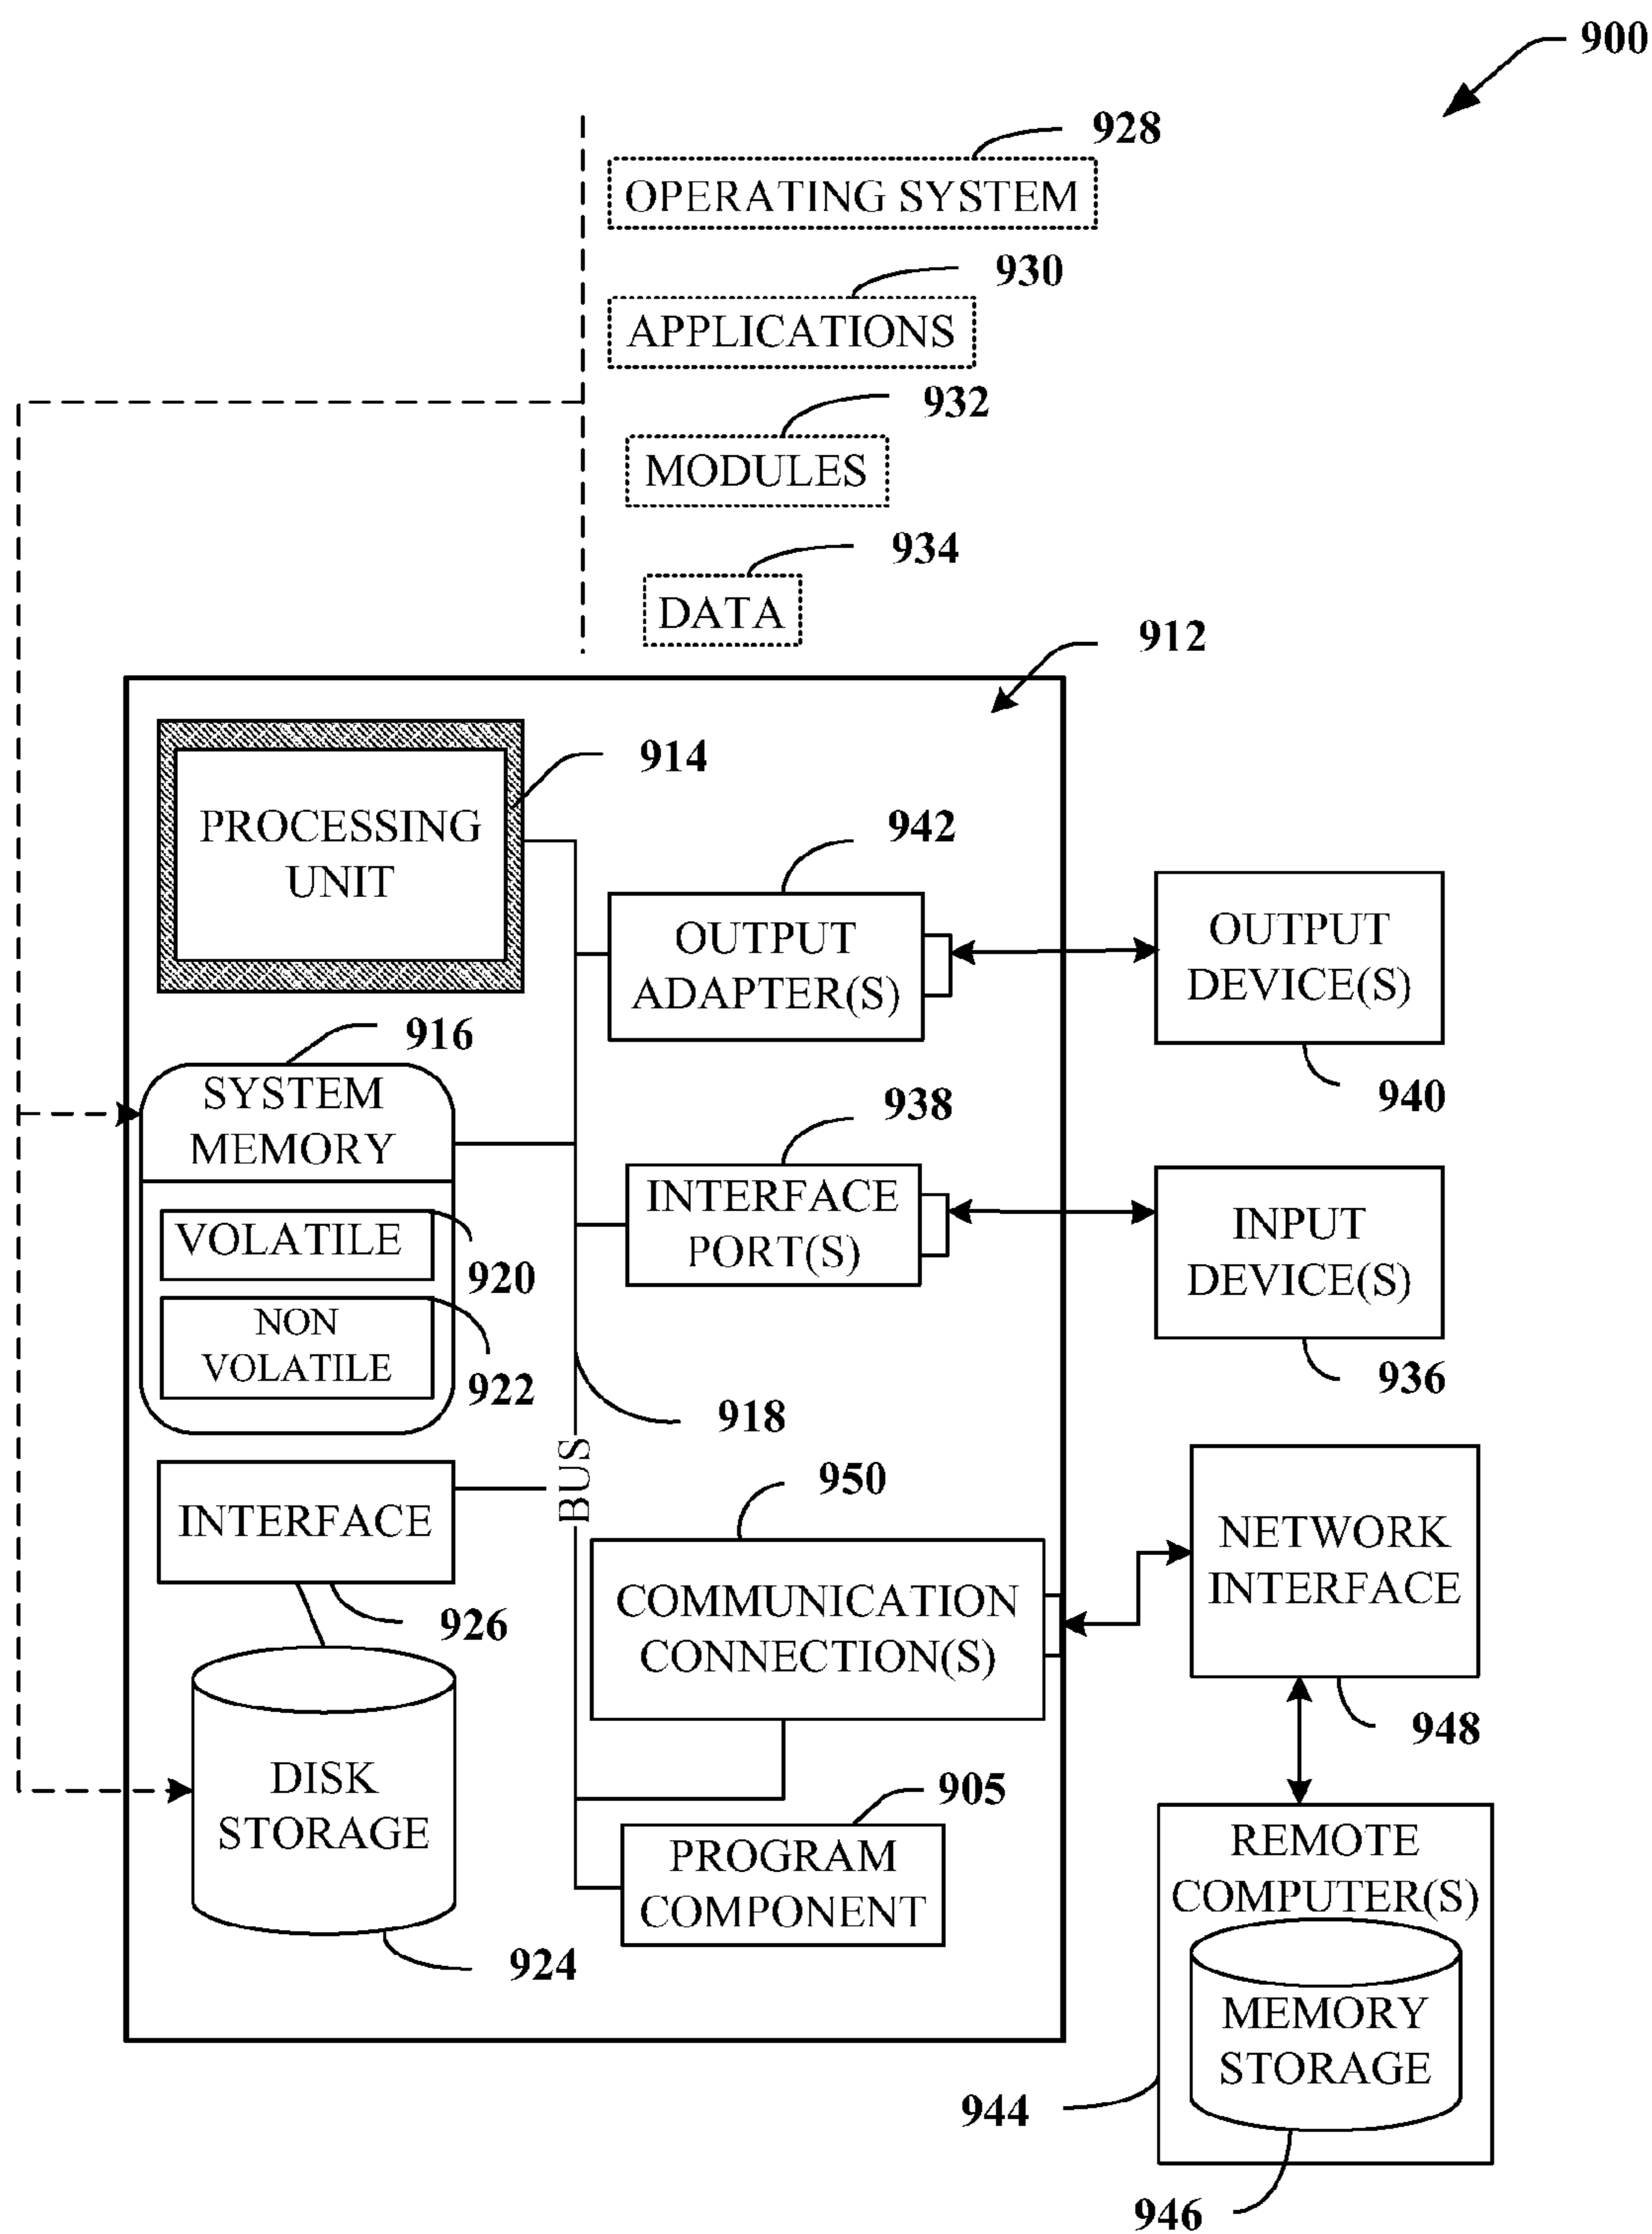 900
928
OPERATING SYSTEM
930
APPLICATIONS
932
MODULES
934
DATA
912
914
PROCESSING
UNIT
942
OUTPUT
ADAPTER(S)
OUTPUT
DEVICE(S)
940
916
SYSTEM
MEMORY
VOLATILE
920
NON
VOLATILE
922
938
INTERFACE
PORT(S)
INPUT
DEVICE(S)
936
918
BUS
INTERFACE
926
950
COMMUNICATION
CONNECTION(S)
NETWORK
INTERFACE
948
DISK
STORAGE
924
905
PROGRAM
COMPONENT
REMOTE
COMPUTER(S)
MEMORY
STORAGE
944
946